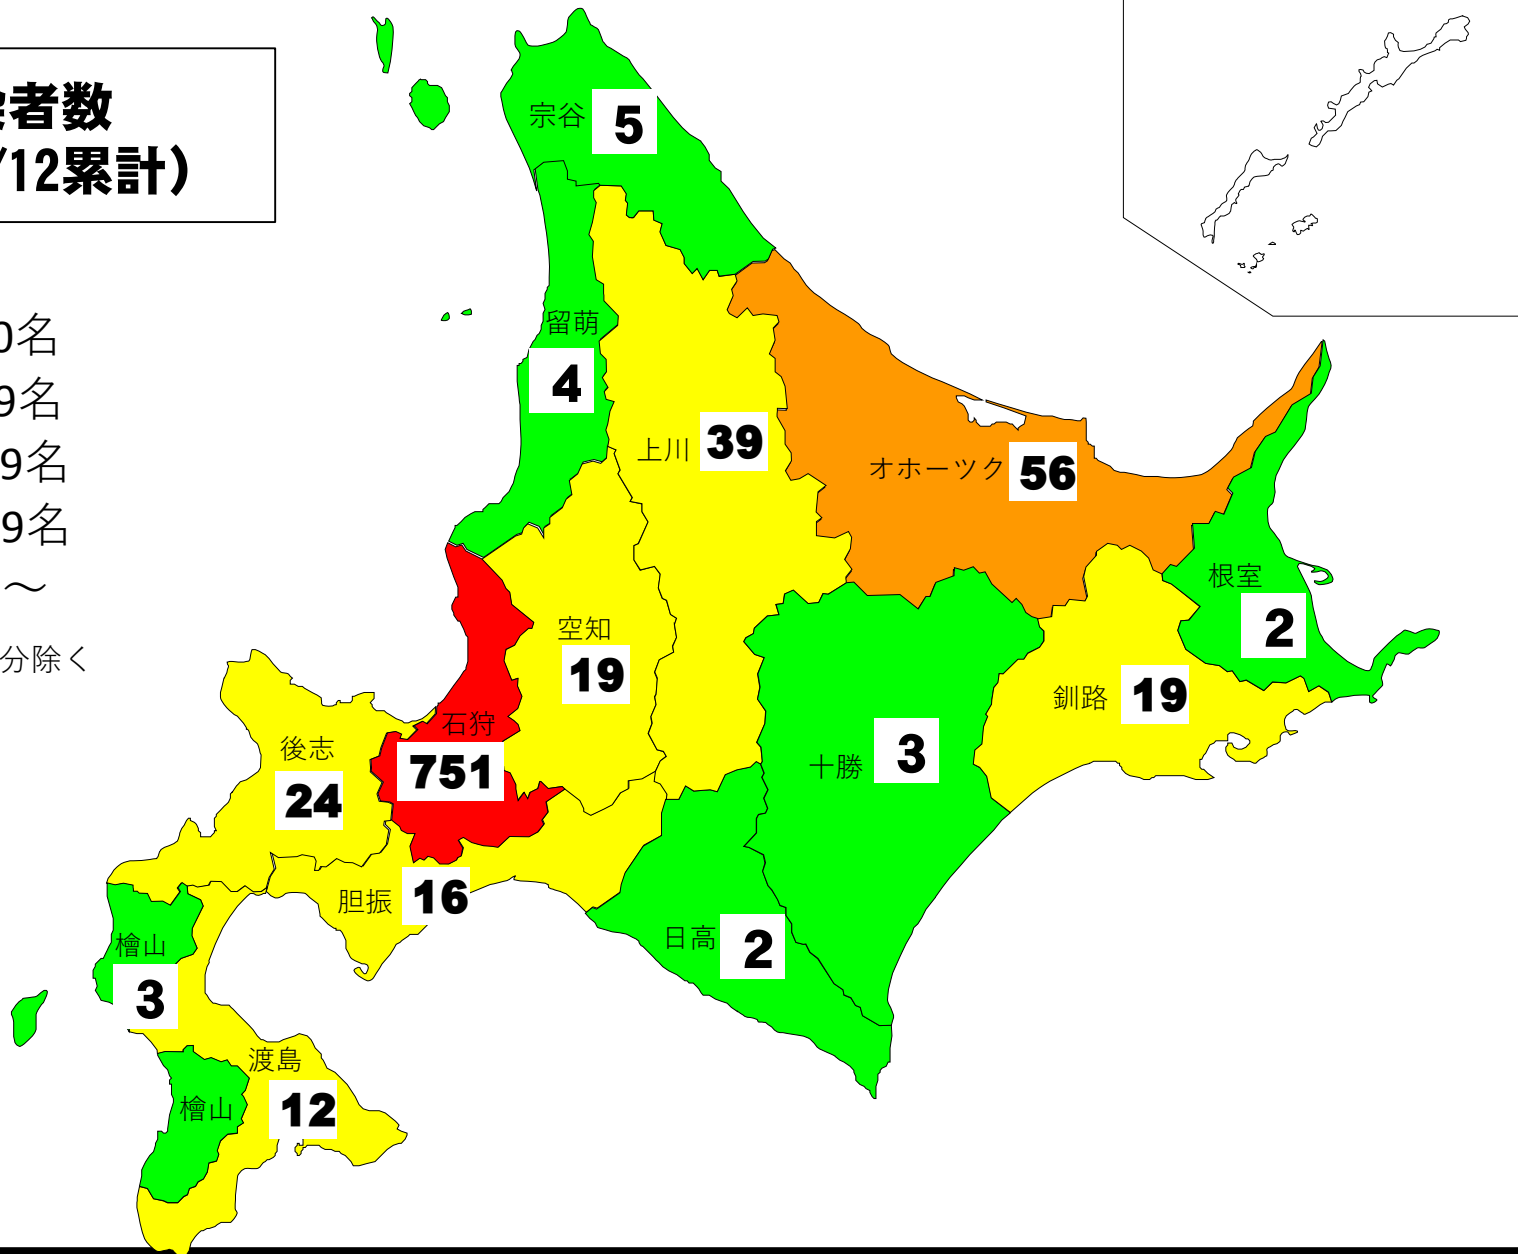 者数
/12累計）
0名
9名
9名
9名
～
分除く
宗谷
5
留萌
4
上川 39
オホーツク 56
根室
2
空知
19
釧路 19
石狩
751
後志
24
十勝 3
胆振 16
日高 2
檜山
3
渡島
12
檜山